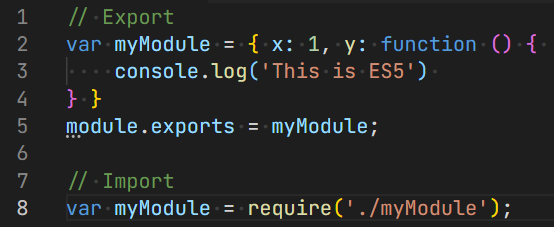 1 // Export
2 var myModule = { x: 1, y: function () {
3     console.log('This is ES5')
4 } }
5 module.exports = myModule;
6
7 // Import
8 var myModule = require('./myModule');